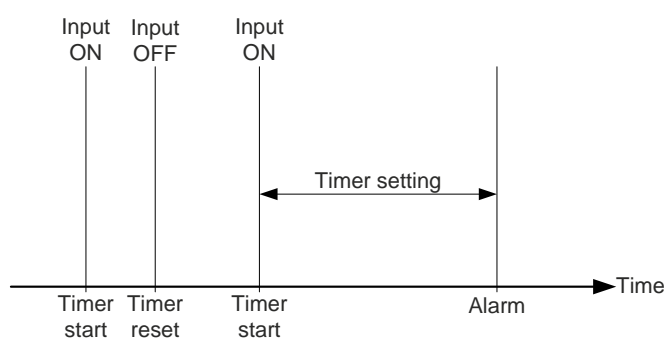 Input ON
Input OFF
Input ON
Timer setting
Time
Timer start
Timer reset
Timer start
Alarm